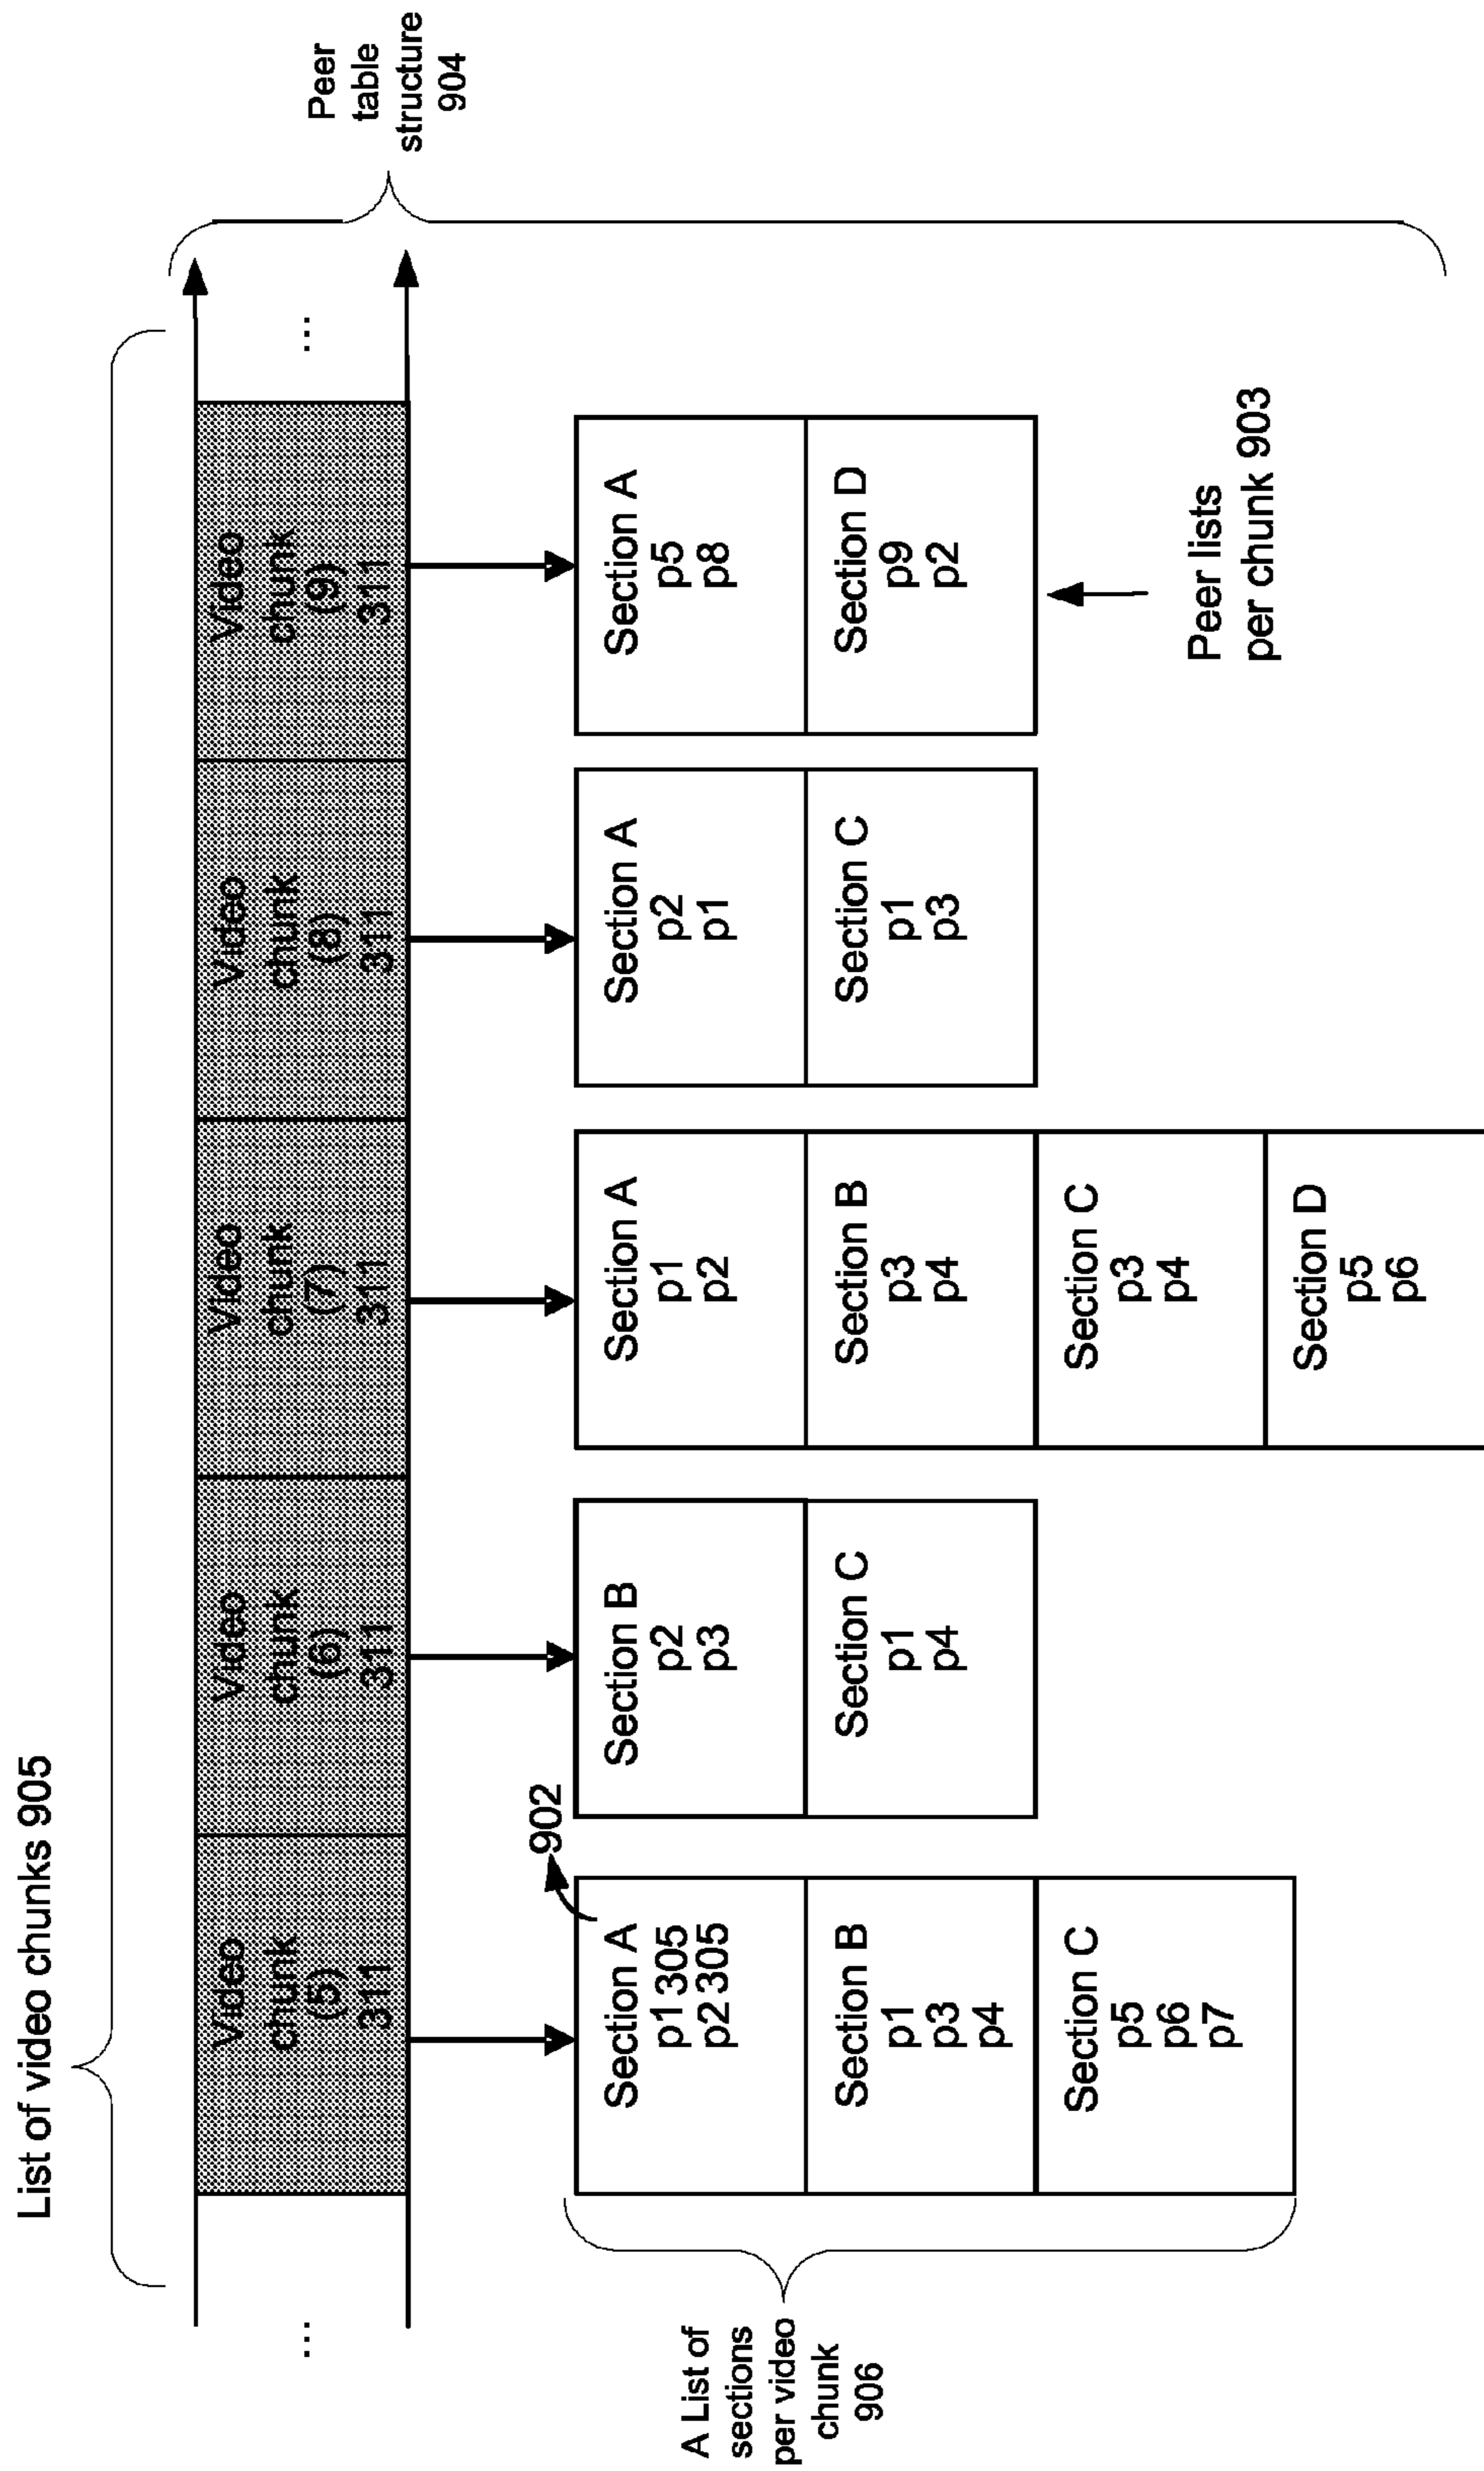 List of video chunks 905
...
Video
chunk
(5)
311
Video
chunk
(6)
311
Video
chunk
(7)
311
Video
chunk
(8)
311
Video
chunk
(9)
311
...
Peer
table
structure
904
A List of
sections
per video
chunk
906
902
Section A
p1 305
p2 305
Section B
p1
p3
p4
Section C
p5
p6
p7
Section B
p2
p3
Section C
p1
p4
Section A
p1
p2
Section B
p3
p4
Section C
p3
p4
Section D
p5
p6
Section A
p2
p1
Section C
p1
p3
Section A
p5
p8
Section D
p9
p2
Peer lists
per chunk 903